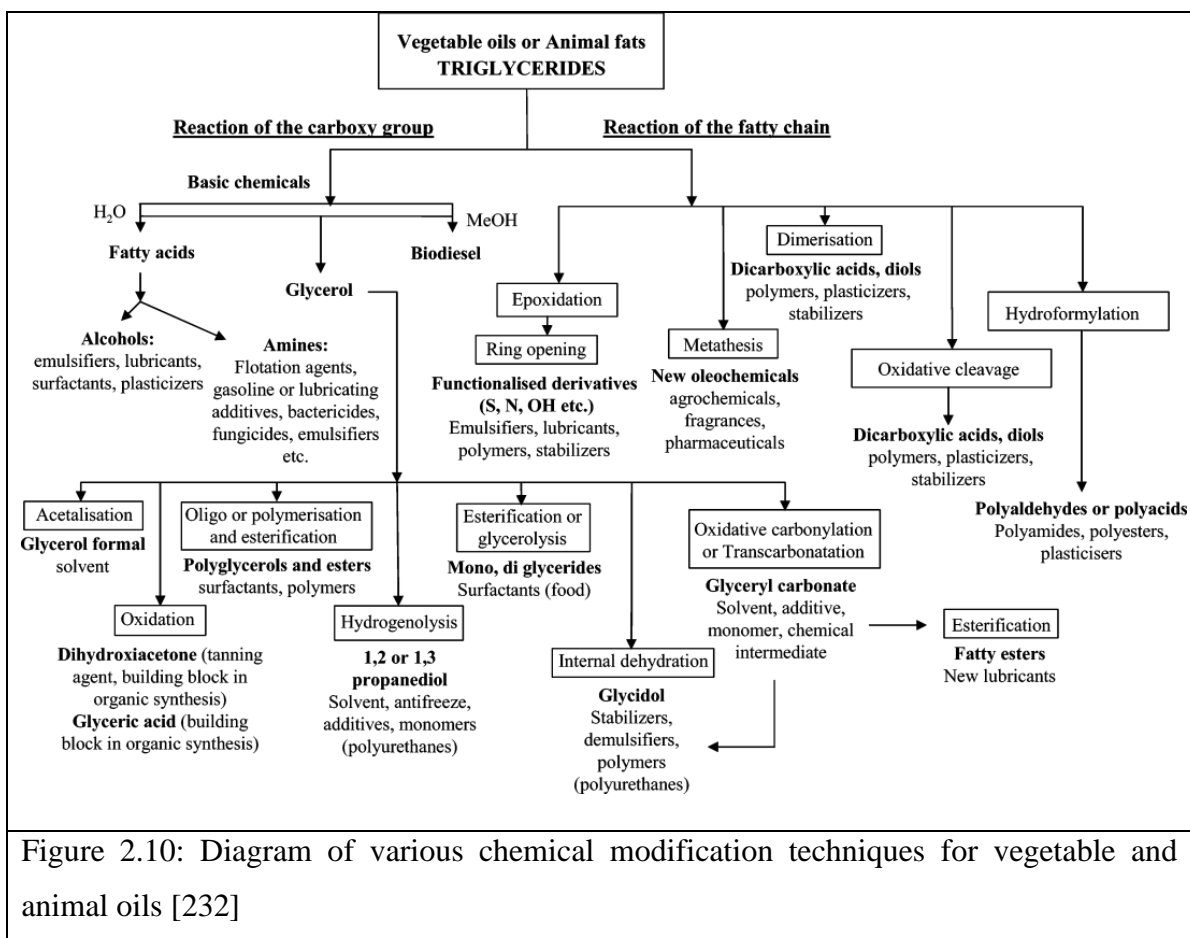 Vegetable oils or Animal fats
TRIGLYCERIDES
Reaction of the carboxy group
Reaction of the fatty chain
Basic chemicals
H₂O
MeOH
Fatty acids
Biodiesel
Glycerol
Alcohols:
emulsifiers, lubricants,
surfactants, plasticizers
Amines:
Flotation agents,
gasoline or lubricating
additives, bactericides,
fungicides, emulsifiers
etc.
Epoxidation
Ring opening
Functionalised derivatives
(S, N, OH etc.)
Emulsifiers, lubricants,
polymers, stabilizers
Metathesis
New oleochemicals
agrochemicals,
fragrances,
pharmaceuticals
Dimerisation
Dicarboxylic acids, diols
polymers, plasticizers,
stabilizers
Oxidative cleavage
Dicarboxylic acids, diols
polymers, plasticizers,
stabilizers
Hydroformylation
Polyaldehydes or polyacids
Polyamides, polyesters,
plasticisers
Acetalisation
Glycerol formal
solvent
Oxidation
Dihydroxiacetone (tanning
agent, building block in
organic synthesis)
Glyceric acid (building
block in organic synthesis)
Oligo or polymerisation
and esterification
Polyglycerols and esters
surfactants, polymers
Hydrogenolysis
1,2 or 1,3
propanediol
Solvent, antifreeze,
additives, monomers
(polyurethanes)
Esterification or
glycerolysis
Mono, di glycerides
Surfactants (food)
Internal dehydration
Glycidol
Stabilizers,
demulsifiers,
polymers
(polyurethanes)
Oxidative carbonylation
or Transcarbonatation
Glyceryl carbonate
Solvent, additive,
monomer, chemical
intermediate
Esterification
Fatty esters
New lubricants
Figure 2.10: Diagram of various chemical modification techniques for vegetable and
animal oils [232]